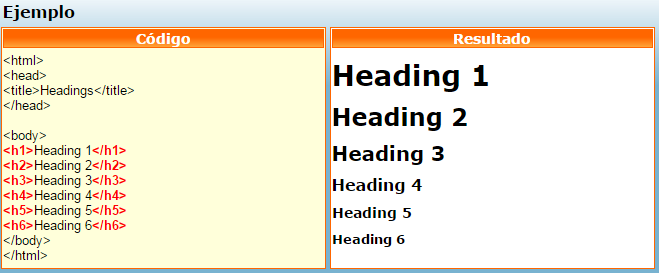 Ejemplo
Código
<html>
<head>
<title>Headings</title>
</head>
<body>
<h1>Heading 1</h1>
<h2>Heading 2</h2>
<h3>Heading 3</h3>
<h4>Heading 4</h4>
<h5>Heading 5</h5>
<h6>Heading 6</h6>
</body>
</html>
Resultado
Heading 1
Heading 2
Heading 3
Heading 4
Heading 5
Heading 6